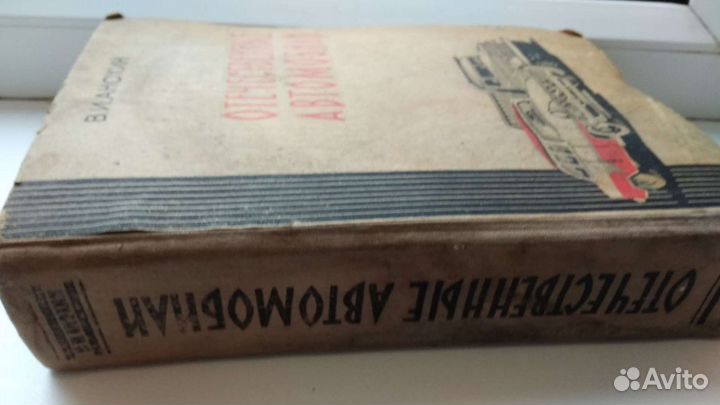 В.И.АНОХИН
ОТЕЧЕСТВЕННЫЕ
АВТОМОБИЛИ
ОТЕЧЕСТВЕННЫЕ АВТОМОБИЛИ
Avito